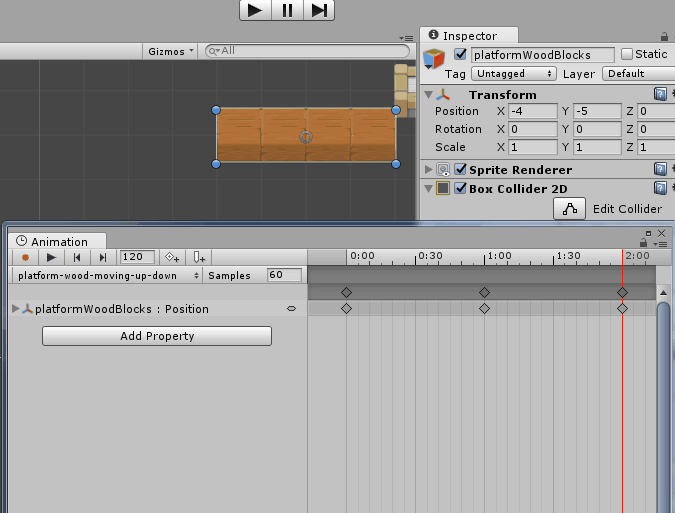 Gizmos
All
Inspector
platformWoodBlocks
Static
Tag Untagged Layer Default
Transform
Position X -4 Y -5 Z 0
Rotation X 0 Y 0 Z 0
Scale X 1 Y 1 Z 1
Sprite Renderer
Box Collider 2D
Edit Collider
Animation
120
0:00 0:30 1:00 1:30 2:00
platform-wood-moving-up-down Samples 60
platformWoodBlocks : Position
Add Property